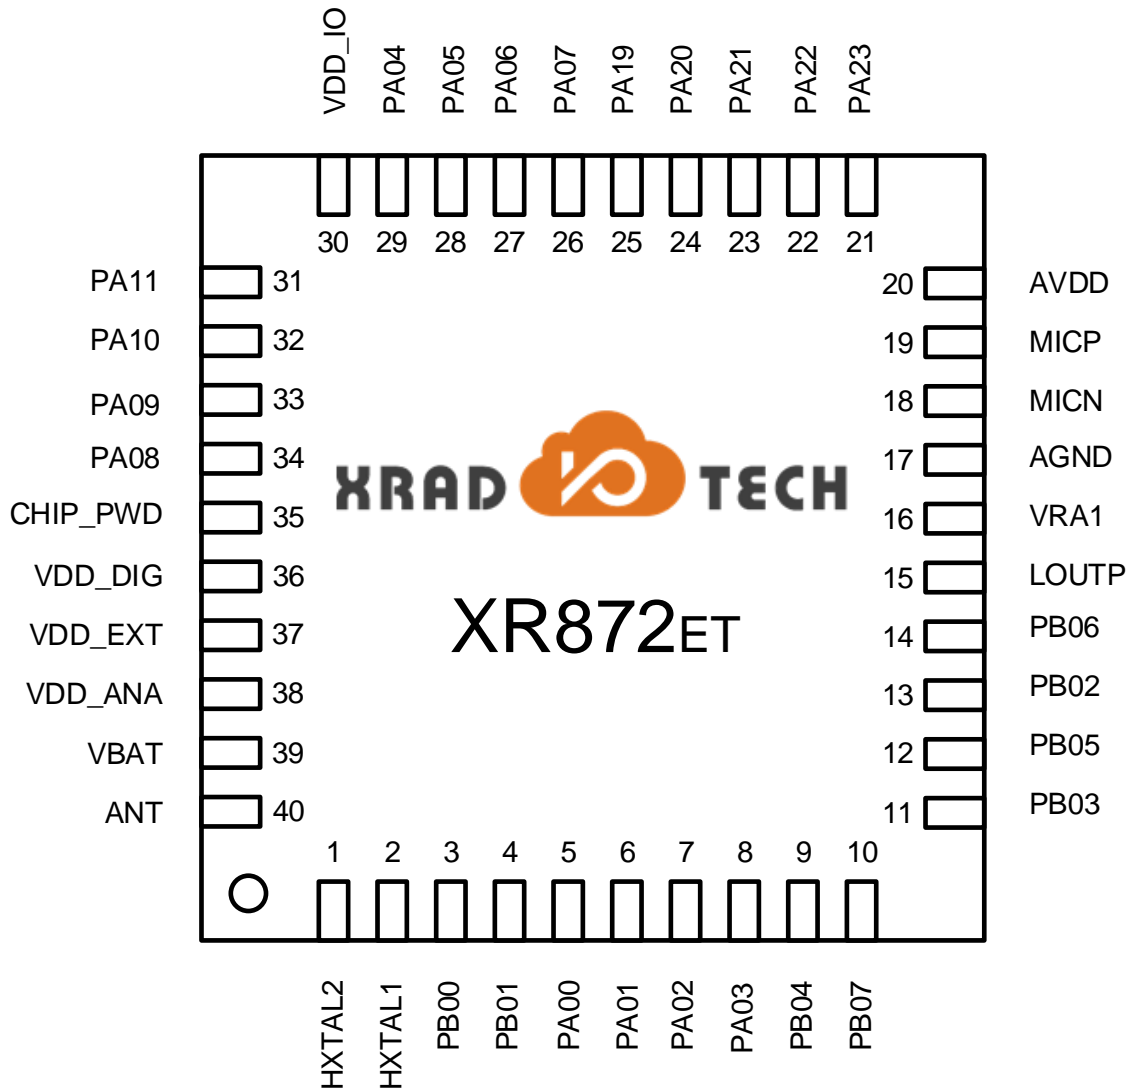 VDD_IO PA04 PA05 PA06 PA07 PA19 PA20 PA21 PA22 PA23
30 29 28 27 26 25 24 23 22 21
PA11 31 20 AVDD
PA10 32 19 MICP
PA09 33 18 MICN
PA08 34 17 AGND
XRAD TECH
CHIP_PWD 35 16 VRA1
VDD_DIG 36 15 LOUTP
XR872ET
VDD_EXT 37 14 PB06
VDD_ANA 38 13 PB02
VBAT 39 12 PB05
ANT 40 11 PB03
1 2 3 4 5 6 7 8 9 10
HXTAL2 HXTAL1 PB00 PB01 PA00 PA01 PA02 PA03 PB04 PB07